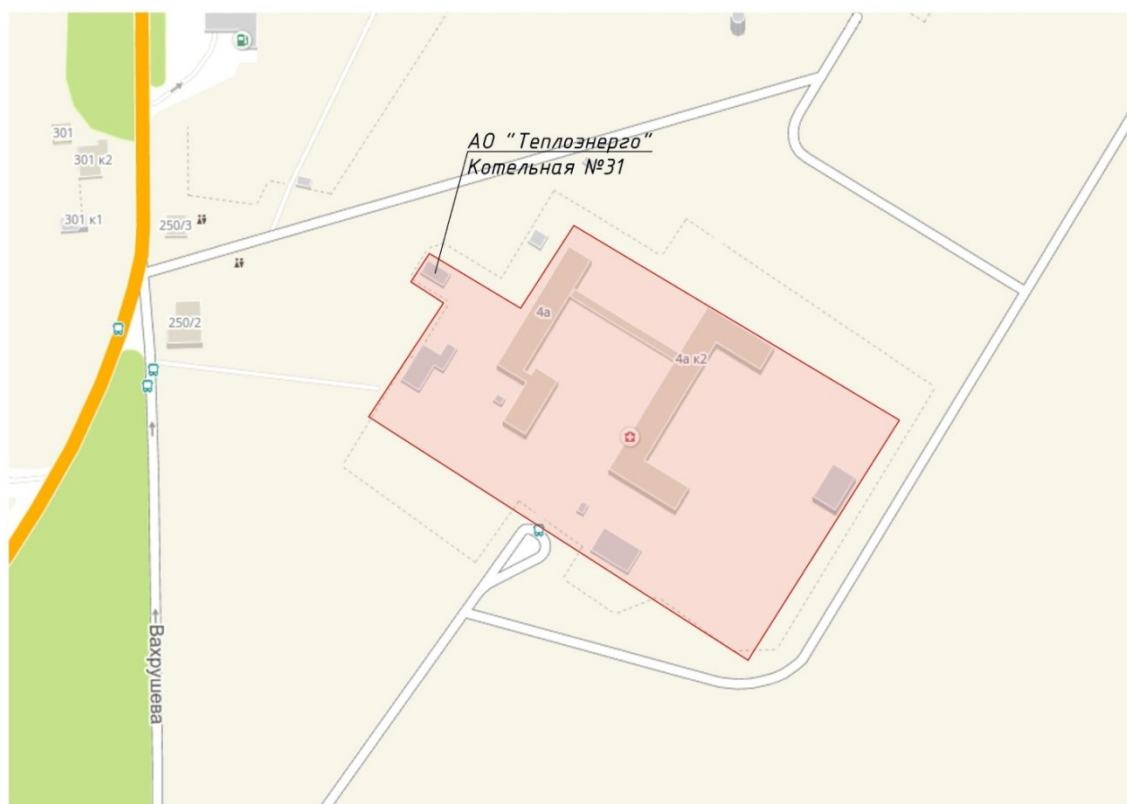 301
301 к2
301 к1
250/3
АО "Теплоэнерго"
Котельная №31
250/2
4а
4а к2
Вахрушева